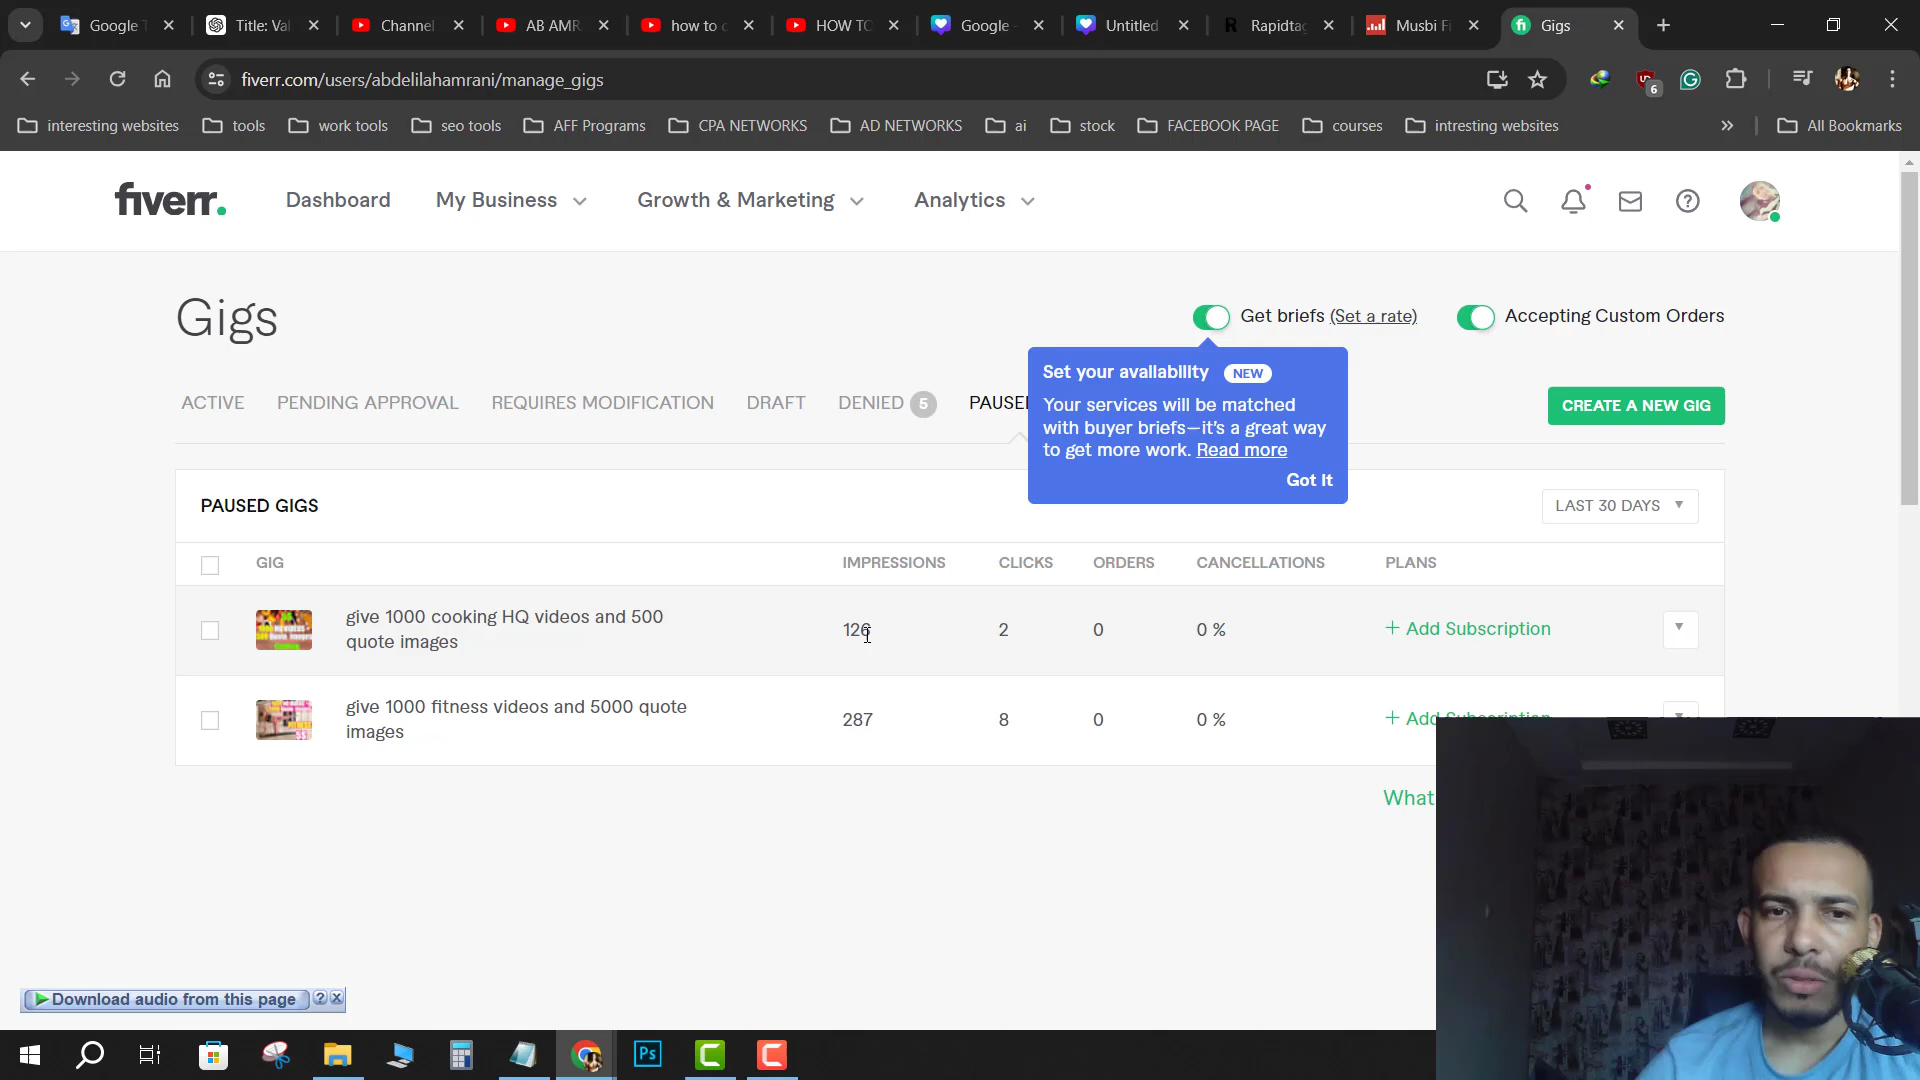 Google T
Title: Val
Channel
AB AMR
how to c
HOW TO
Google -
Untitled
Rapidtag
Musbi Fi
Gigs
fiverr.com/users/abdelilahamrani/manage_gigs
6
interesting websites
tools
work tools
seo tools
AFF Programs
CPA NETWORKS
AD NETWORKS
ai
stock
FACEBOOK PAGE
courses
intresting websites
All Bookmarks
fiverr.
Dashboard
My Business
Growth & Marketing
Analytics
Gigs
Get briefs (Set a rate)
Accepting Custom Orders
Set your availability NEW
Your services will be matched
with buyer briefs—it's a great way
to get more work. Read more
Got it
ACTIVE
PENDING APPROVAL
REQUIRES MODIFICATION
DRAFT
DENIED 5
PAUSE
CREATE A NEW GIG
PAUSED GIGS
LAST 30 DAYS
GIG
IMPRESSIONS
CLICKS
ORDERS
CANCELLATIONS
PLANS
give 1000 cooking HQ videos and 500
quote images
126
2
0
0 %
+ Add Subscription
give 1000 fitness videos and 5000 quote
images
287
8
0
0 %
+ Add Subscription
What
Download audio from this page
Ps